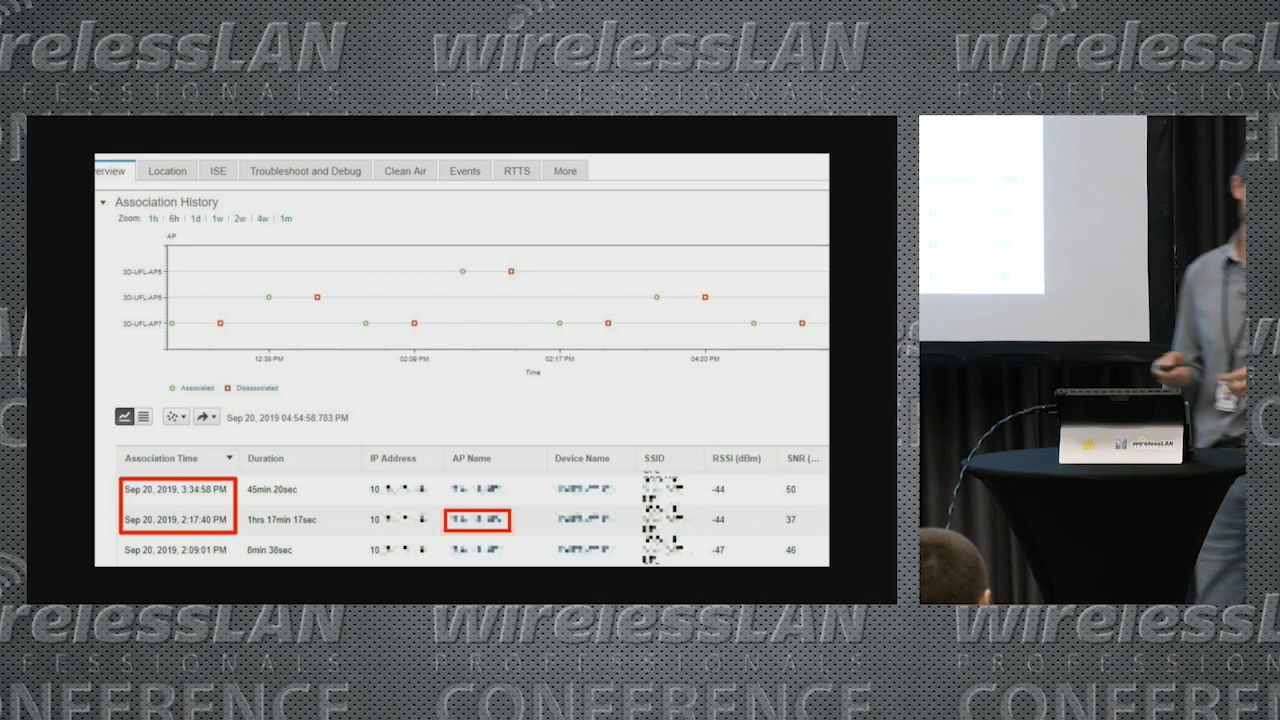 wirelessLAN
PROFESSIONALS
erview
Location
ISE
Troubleshoot and Debug
Clean Air
Events
RTTS
More
Association History
Zoom: 1h | 6h | 1d | 1w | 2w | 4w | 1m
AP
3D-UFL-AP5
3D-UFL-AP6
3D-UFL-AP7
12:38 PM
02:09 PM
02:17 PM
04:20 PM
Time
Associated
Disassociated
Sep 20, 2019 04:54:58.783 PM
Association Time
Duration
IP Address
AP Name
Device Name
SSID
RSSI (dBm)
SNR (...
Sep 20, 2019, 3:34:58 PM
45min 20sec
10
-44
50
Sep 20, 2019, 2:17:40 PM
1hrs 17min 17sec
10
-44
37
Sep 20, 2019, 2:09:01 PM
8min 38sec
10
-47
46
wirelessLAN
wirelessLAN
PROFESSIONALS
CONFERENCE